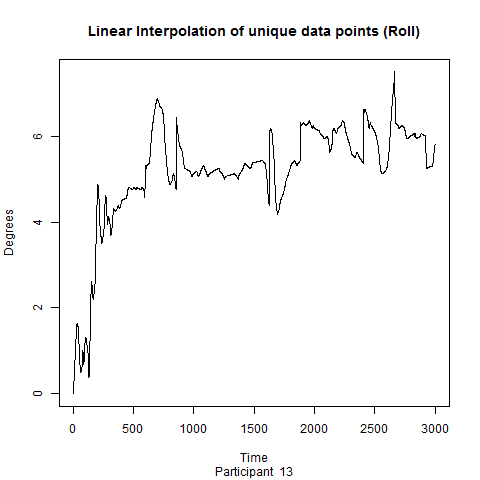 Linear Interpolation of unique data points (Roll)
Degrees
6
4
2
0
0 500 1000 1500 2000 2500 3000
Time
Participant 13